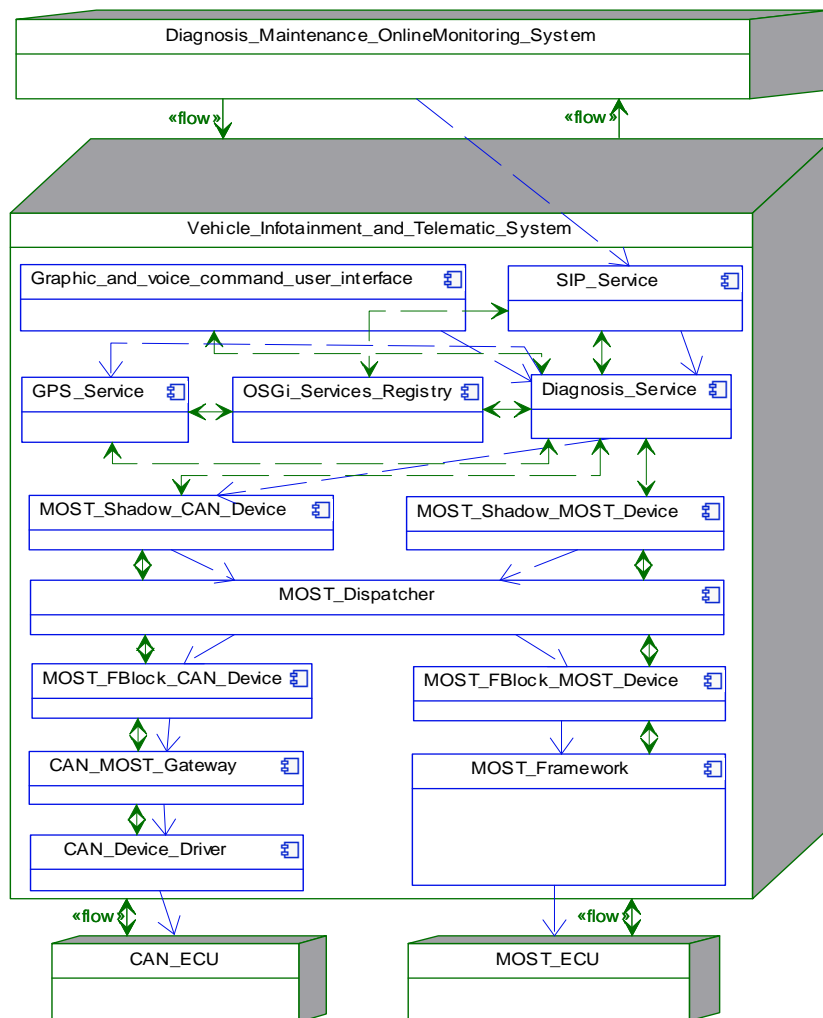 Diagnosis_Maintenance_OnlineMonitoring_System
«flow»
«flow»
Vehicle_Infotainment_and_Telematic_System
Graphic_and_voice_command_user_interface
SIP_Service
GPS_Service
OSGi_Services_Registry
Diagnosis_Service
MOST_Shadow_CAN_Device
MOST_Shadow_MOST_Device
MOST_Dispatcher
MOST_FBlock_CAN_Device
MOST_FBlock_MOST_Device
CAN_MOST_Gateway
MOST_Framework
CAN_Device_Driver
«flow»
«flow»
CAN_ECU
MOST_ECU